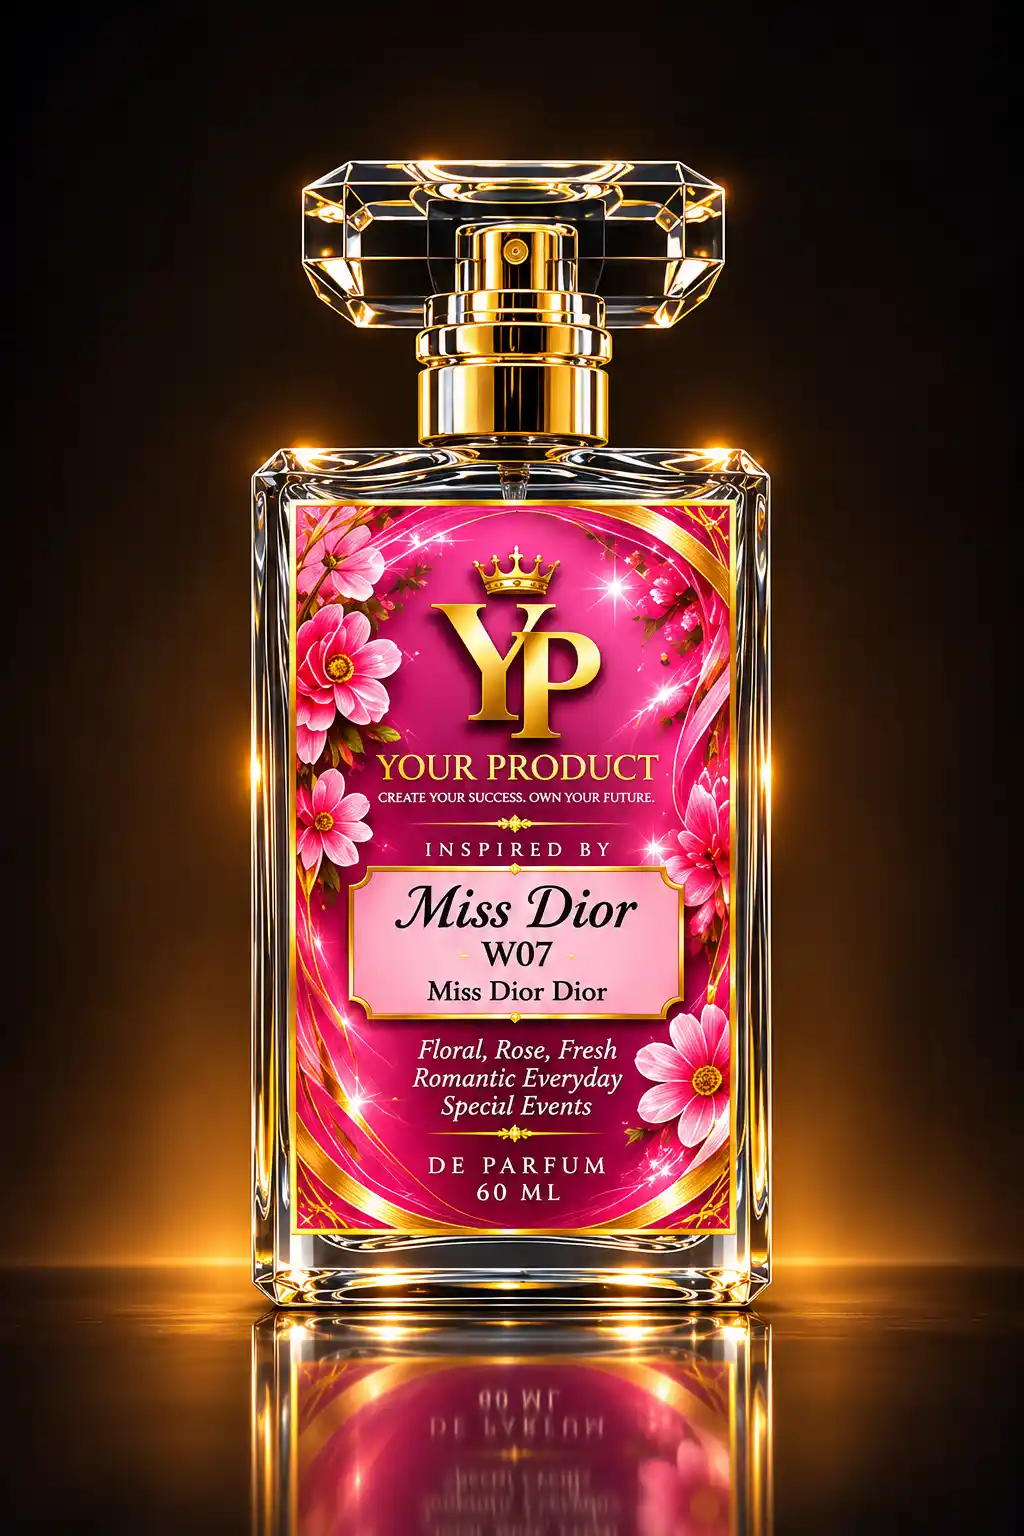 YP
YOUR PRODUCT
CREATE YOUR SUCCESS. OWN YOUR FUTURE.
INSPIRED BY
Miss Dior
W07
Miss Dior Dior
Floral, Rose, Fresh
Romantic Everyday
Special Events
DE PARFUM
60 ML